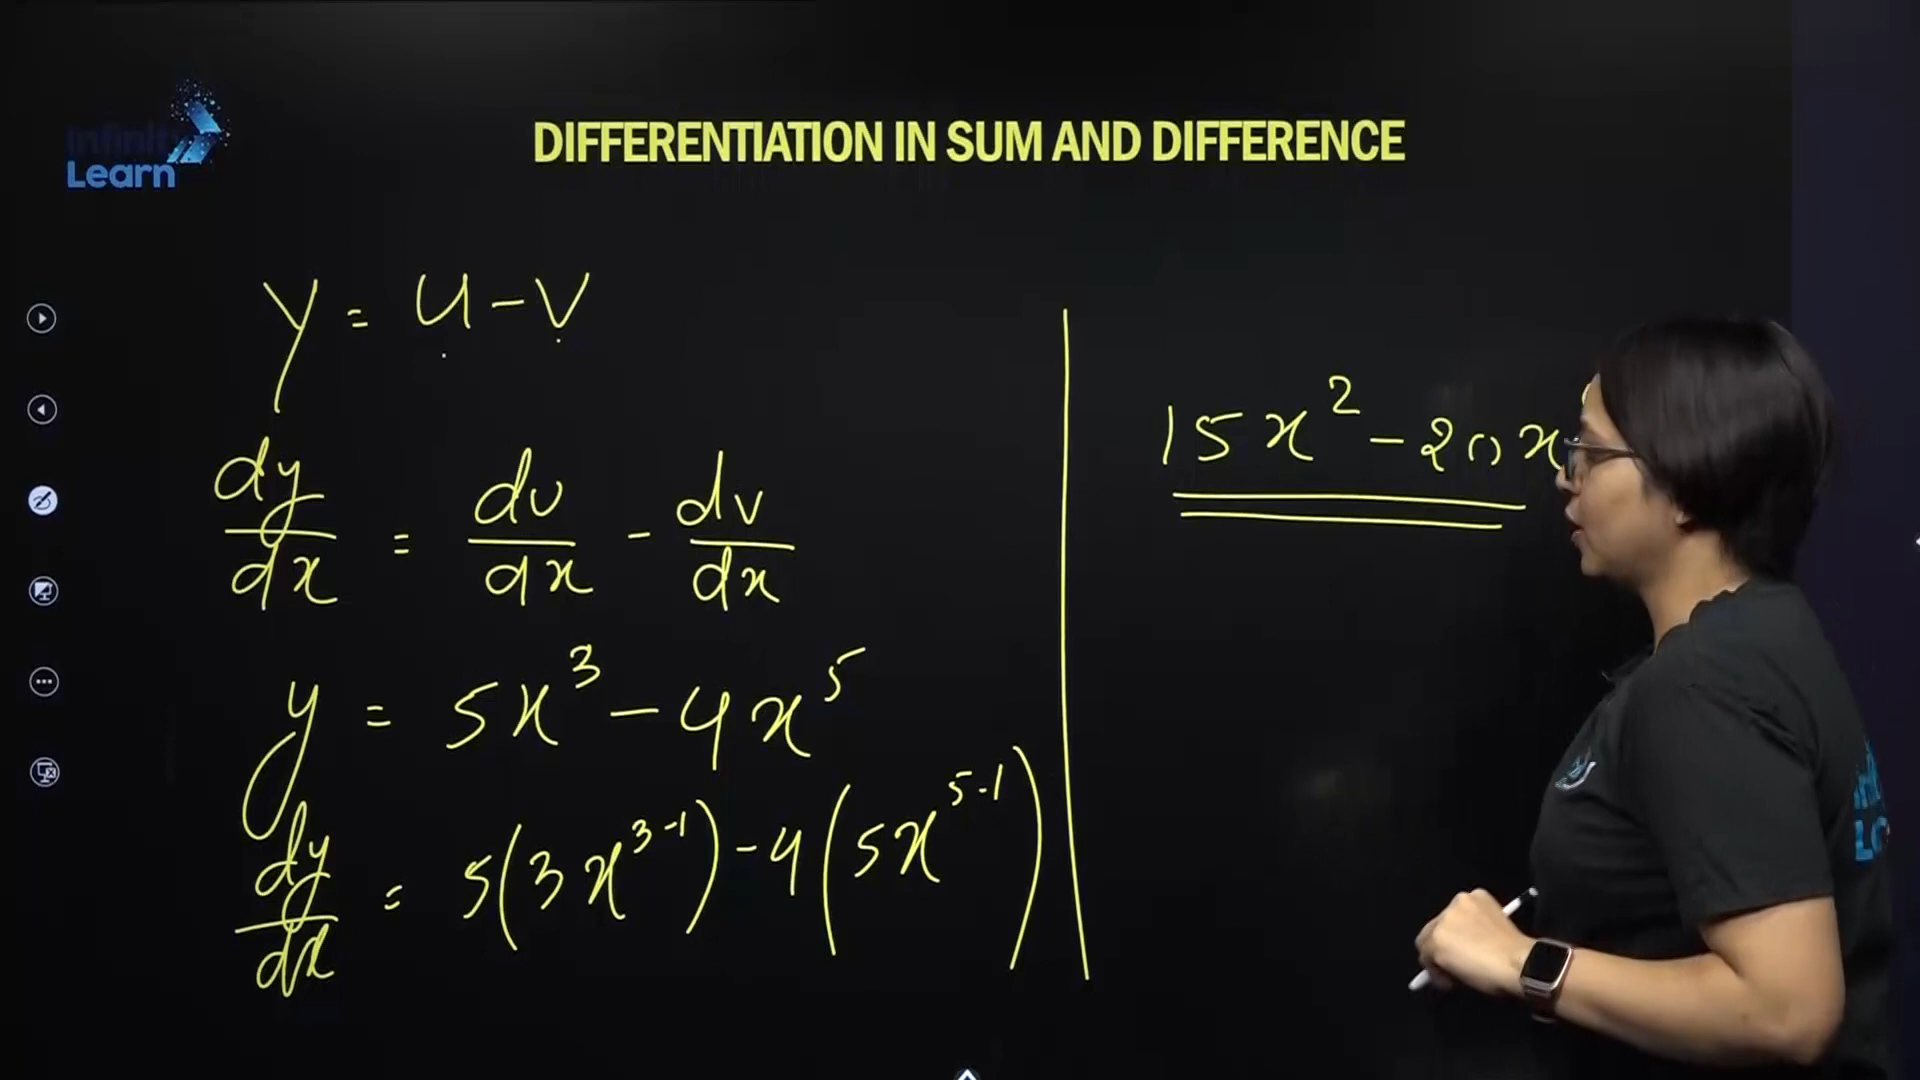 Infinity
Learn
DIFFERENTIATION IN SUM AND DIFFERENCE
y = u - v
dy/dx = du/dx - dv/dx
y = 5x³ - 4x⁵
dy/dx = 5(3x³⁻¹) - 4(5x⁵⁻¹)
15x² - 20x